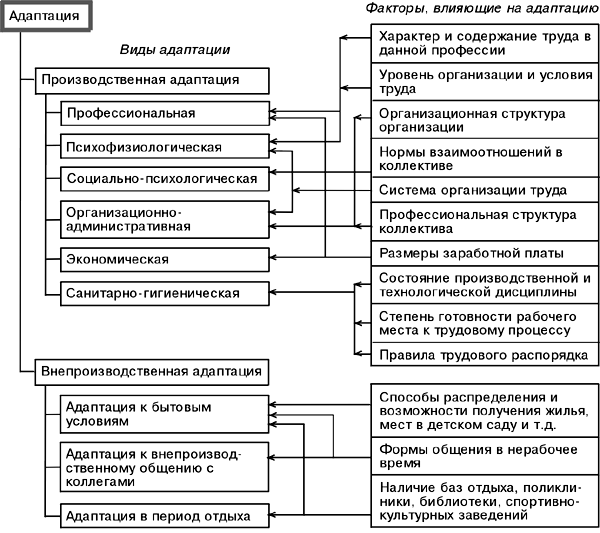 Адаптация
Виды адаптации
Производственная адаптация
Профессиональная
Психофизиологическая
Социально-психологическая
Организационно-
административная
Экономическая
Санитарно-гигиеническая
Внепроизводственная адаптация
Адаптация к бытовым
условиям
Адаптация к внепроизвод-
ственному общению с
коллегами
Адаптация в период отдыха
Факторы, влияющие на адаптацию
Характер и содержание труда в
данной профессии
Уровень организации и условия
труда
Организационная структура
организации
Нормы взаимоотношений в
коллективе
Система организации труда
Профессиональная структура
коллектива
Размеры заработной платы
Состояние производственной и
технологической дисциплины
Степень готовности рабочего
места к трудовому процессу
Правила трудового распорядка
Способы распределения и
возможности получения жилья,
мест в детском саду и т.д.
Формы общения в нерабочее
время
Наличие баз отдыха, поликли-
ники, библиотеки, спортивно-
культурных заведений